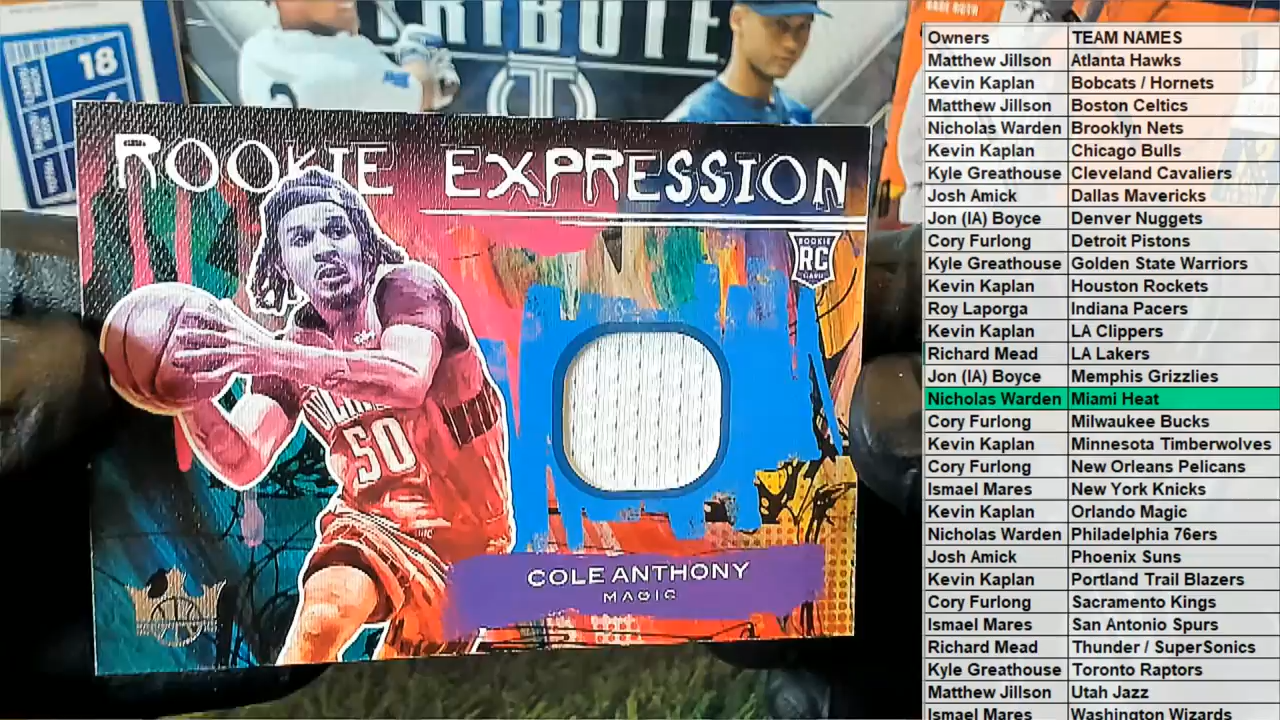 TRIBUTE
BABE RUTH
18
2
ROOKIE EXPRESSION
ROOKIE
RC
CARD
50
COLE ANTHONY
MAGIC
Owners TEAM NAMES
Matthew Jillson Atlanta Hawks
Kevin Kaplan Bobcats / Hornets
Matthew Jillson Boston Celtics
Nicholas Warden Brooklyn Nets
Kevin Kaplan Chicago Bulls
Kyle Greathouse Cleveland Cavaliers
Josh Amick Dallas Mavericks
Jon (IA) Boyce Denver Nuggets
Cory Furlong Detroit Pistons
Kyle Greathouse Golden State Warriors
Kevin Kaplan Houston Rockets
Roy Laporga Indiana Pacers
Kevin Kaplan LA Clippers
Richard Mead LA Lakers
Jon (IA) Boyce Memphis Grizzlies
Nicholas Warden Miami Heat
Cory Furlong Milwaukee Bucks
Kevin Kaplan Minnesota Timberwolves
Cory Furlong New Orleans Pelicans
Ismael Mares New York Knicks
Kevin Kaplan Orlando Magic
Nicholas Warden Philadelphia 76ers
Josh Amick Phoenix Suns
Kevin Kaplan Portland Trail Blazers
Cory Furlong Sacramento Kings
Ismael Mares San Antonio Spurs
Richard Mead Thunder / SuperSonics
Kyle Greathouse Toronto Raptors
Matthew Jillson Utah Jazz
Ismael Mares Washington Wizards